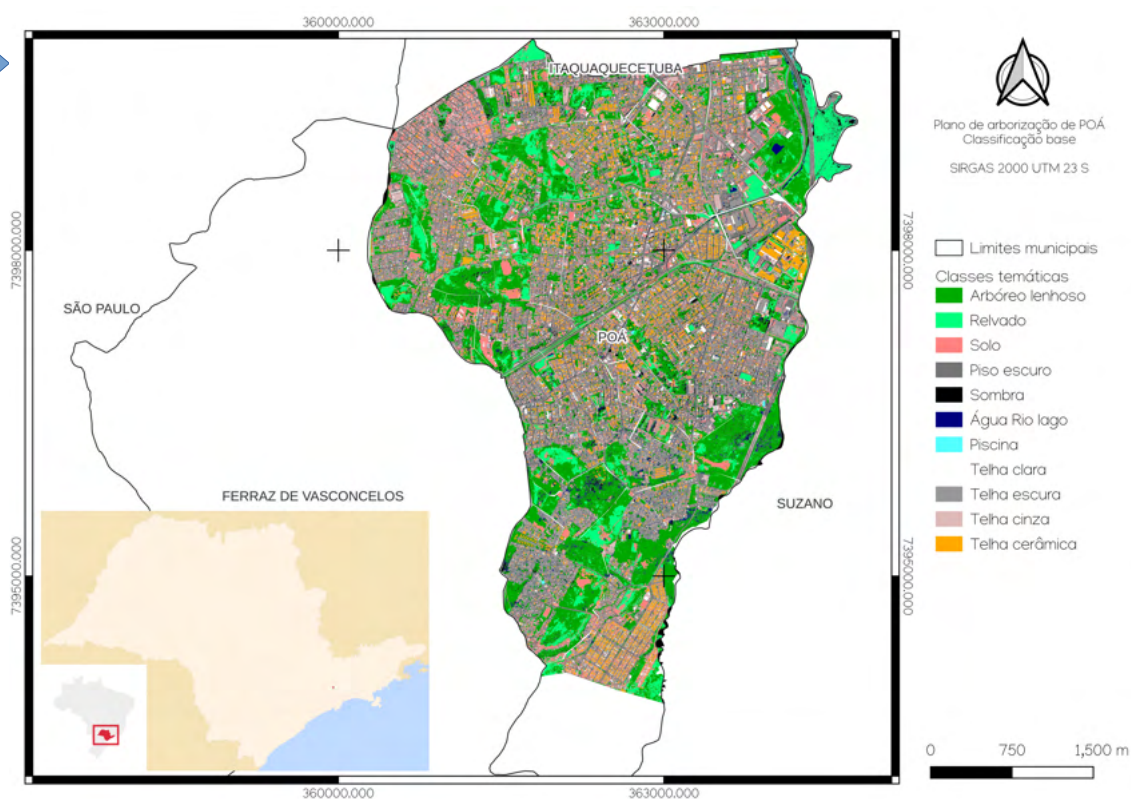 360000.000
363000.000
ITAQUAQUECETUBA
Plano de arborização de POÁ
Classificação base
SIRGAS 2000 UTM 23 S
7398000.000
7398000.000
Limites municipais
Classes temáticas
Arbóreo lenhoso
Relvado
Solo
Piso escuro
Sombra
Água Rio lago
Piscina
Telha clara
Telha escura
Telha cinza
Telha cerâmica
SÃO PAULO
POÁ
FERRAZ DE VASCONCELOS
SUZANO
7395000.000
7395000.000
0 750 1,500 m
360000.000
363000.000